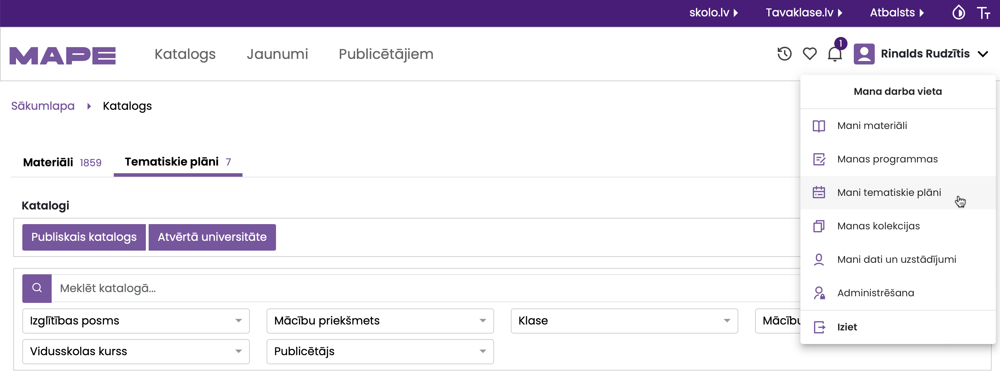 skolo.lv
Tavaklase.lv
Atbalsts
Tт
MAPE
Katalogs
Jaunumi
Publicētājiem
1
Rinalds Rudzītis
Sākumlapa
Katalogs
Materiāli 1859
Tematiskie plāni 7
Katalogi
Publiskais katalogs
Atvērtā universitāte
Meklēt katalogā...
Izglītības posms
Mācību priekšmets
Klase
Mācību
Vidusskolas kurss
Publicētājs
Mana darba vieta
Mani materiāli
Manas programmas
Mani tematiskie plāni
Manas kolekcijas
Mani dati un uzstādījumi
Administrēšana
Iziet